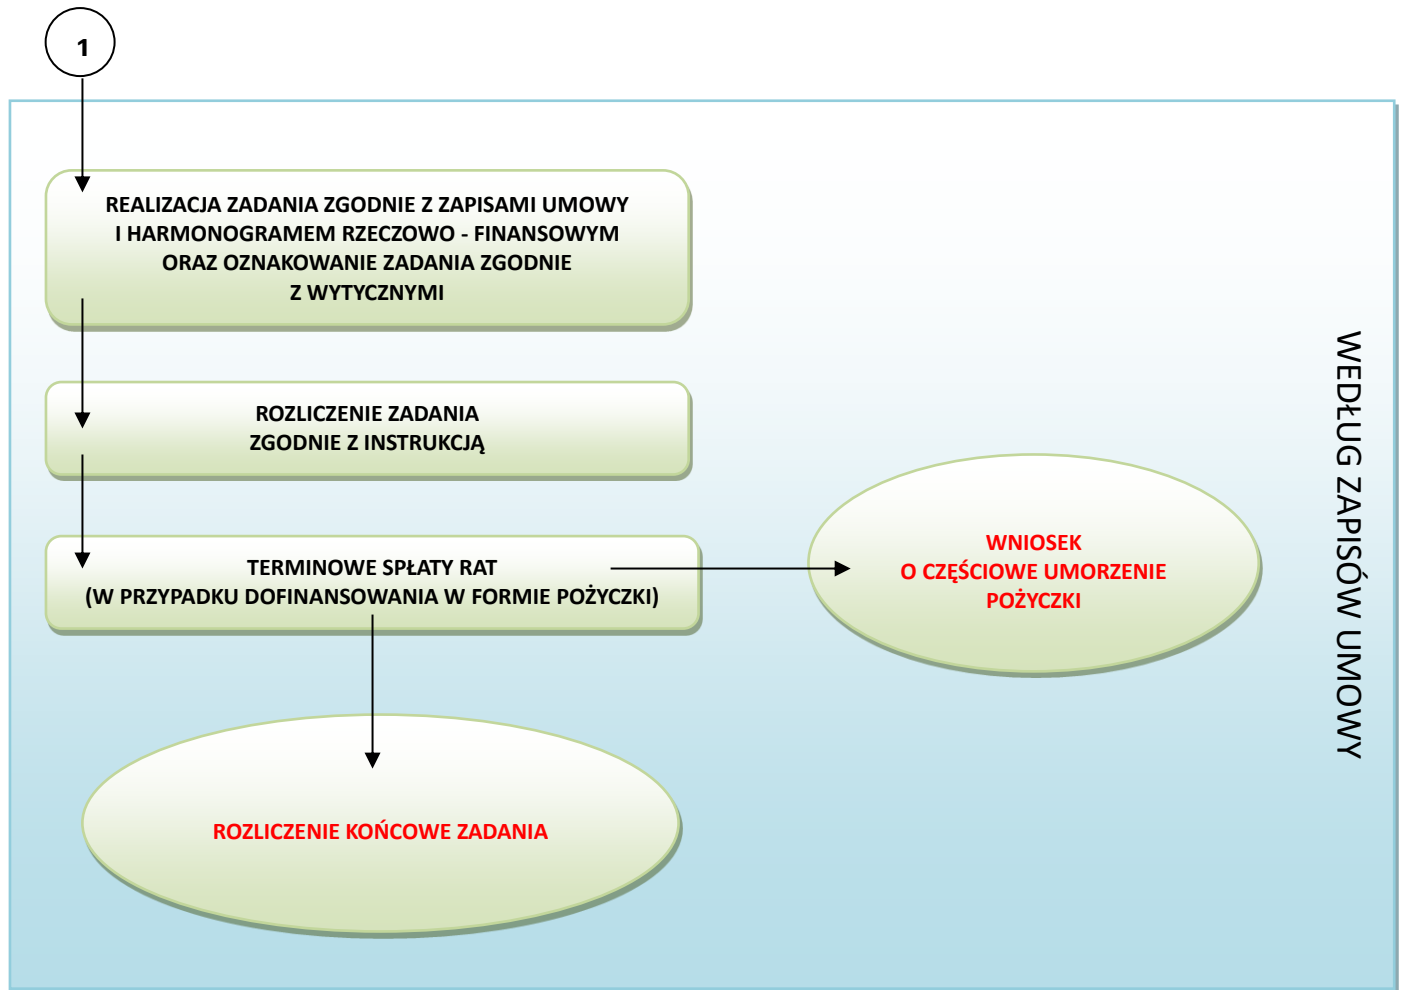 1
REALIZACJA ZADANIA ZGODNIE Z ZAPISAMI UMOWY
I HARMONOGRAMEM RZECZOWO - FINANSOWYM
ORAZ OZNAKOWANIE ZADANIA ZGODNIE
Z WYTYCZNYMI
ROZLICZENIE ZADANIA
ZGODNIE Z INSTRUKCJĄ
TERMINOWE SPŁATY RAT
(W PRZYPADKU DOFINANSOWANIA W FORMIE POŻYCZKI)
WNIOSEK
O CZĘŚCIOWE UMORZENIE
POŻYCZKI
ROZLICZENIE KOŃCOWE ZADANIA
WEDŁUG ZAPISÓW UMOWY